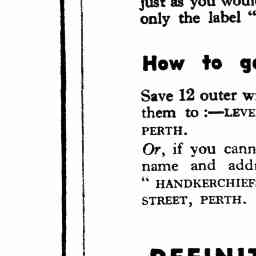 just as you would
only the label "
How to ge
Save 12 outer w
them to :—LEVE
PERTH.
Or, if you cann
name and add
" HANDKERCHIEF
STREET, PERTH.
DEFINIT